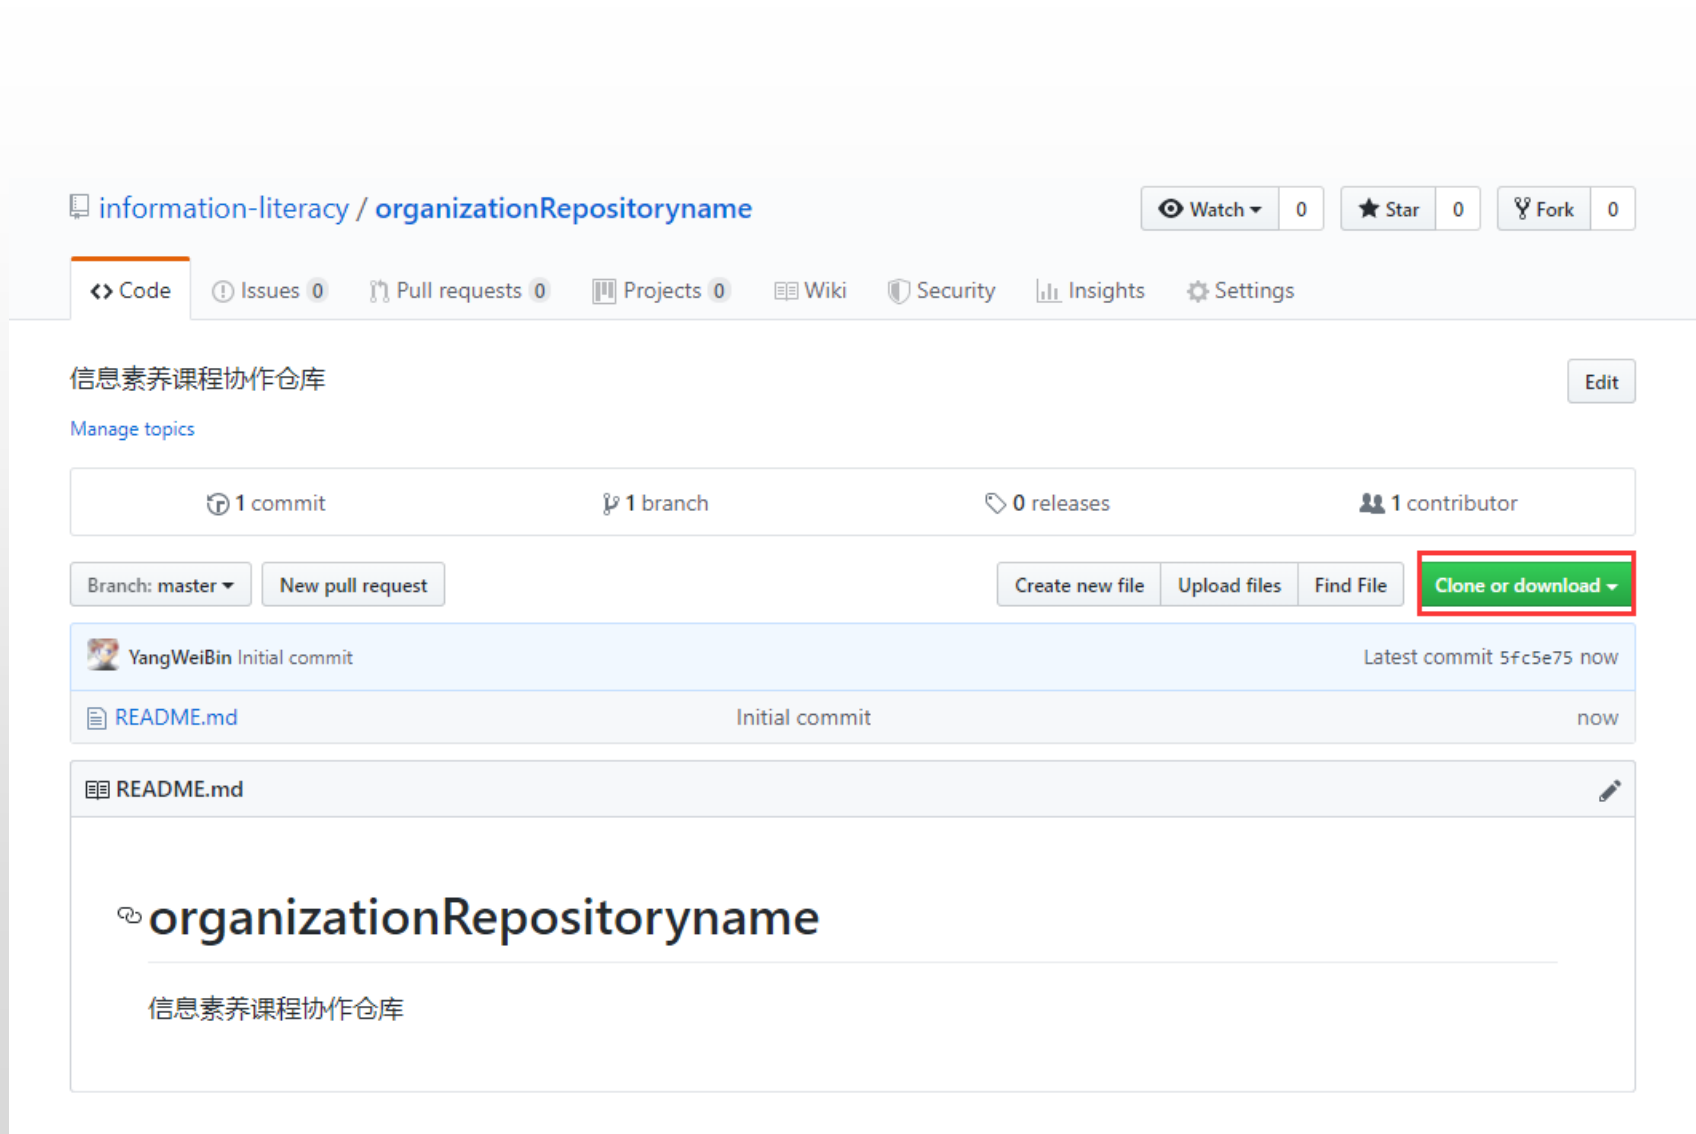 information-literacy / organizationRepositoryname Watch 0 Star 0 Fork 0
Code Issues 0 Pull requests 0 Projects 0 Wiki Security Insights Settings
信息素养课程协作仓库 Edit
Manage topics
1 commit 1 branch 0 releases 1 contributor
Branch: master New pull request Create new file Upload files Find File Clone or download
YangWeiBin Initial commit Latest commit 5fc5e75 now
README.md Initial commit now
README.md
organizationRepositoryname
信息素养课程协作仓库